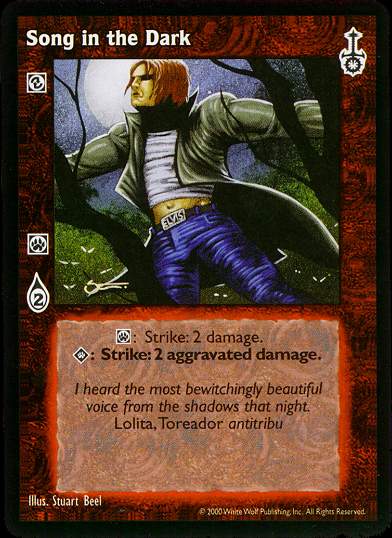 Song in the Dark
ELVIS
2
: Strike: 2 damage.
: Strike: 2 aggravated damage.
I heard the most bewitchingly beautiful
voice from the shadows that night.
Lolita, Toreador antitribu
Illus. Stuart Beel
© 2000 White Wolf Publishing, Inc. All Rights Reserved.